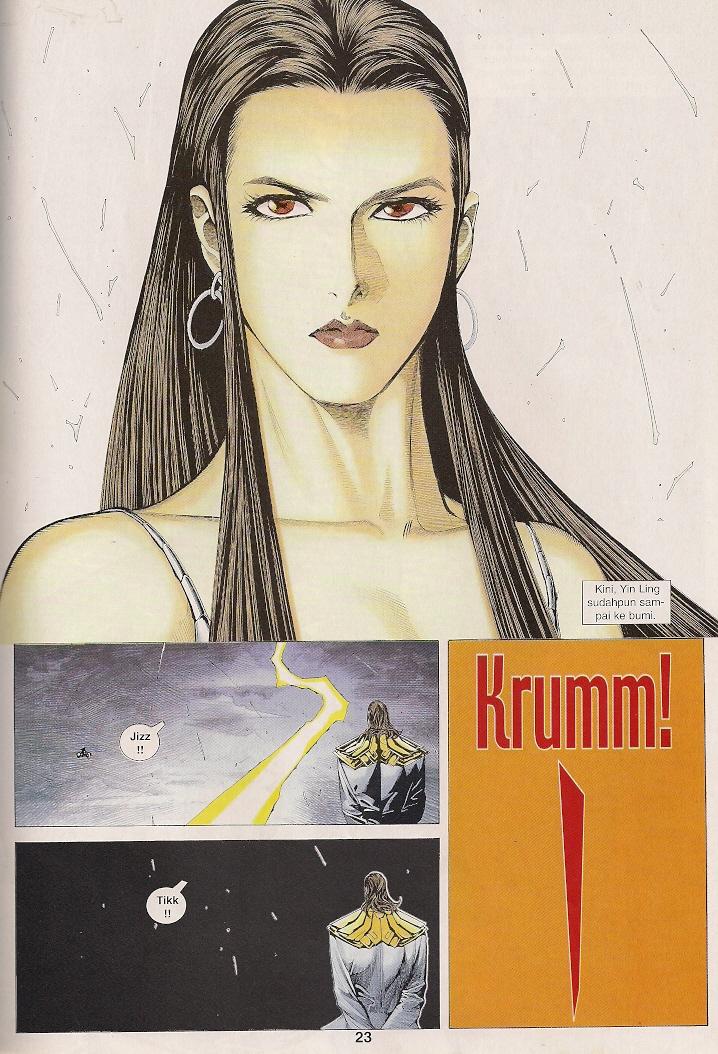 Kini, Yin Ling
sudahpun sam-
pai ke bumi.
Jizz
!!
Krumm!
Tikk
!!
23